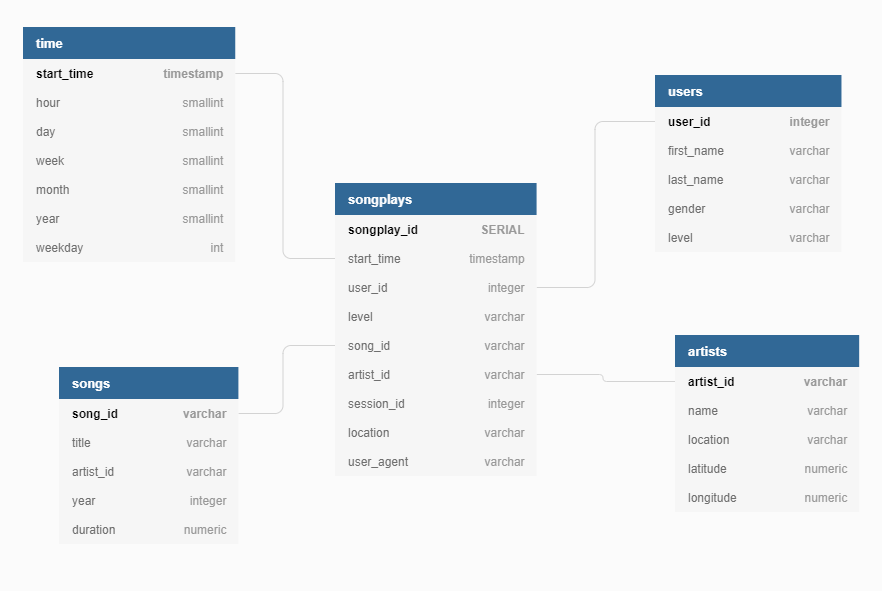 time
start_time timestamp
hour smallint
day smallint
week smallint
month smallint
year smallint
weekday int
users
user_id integer
first_name varchar
last_name varchar
gender varchar
level varchar
songplays
songplay_id SERIAL
start_time timestamp
user_id integer
level varchar
song_id varchar
artist_id varchar
session_id integer
location varchar
user_agent varchar
songs
song_id varchar
title varchar
artist_id varchar
year integer
duration numeric
artists
artist_id varchar
name varchar
location varchar
latitude numeric
longitude numeric